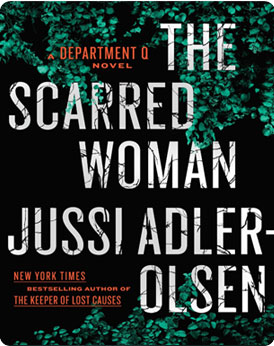 THE
A DEPARTMENT Q
NOVEL
SCARRED
WOMAN
JUSSI ADLER-
OLSEN
NEW YORK TIMES
BESTSELLING AUTHOR OF
THE KEEPER OF LOST CAUSES